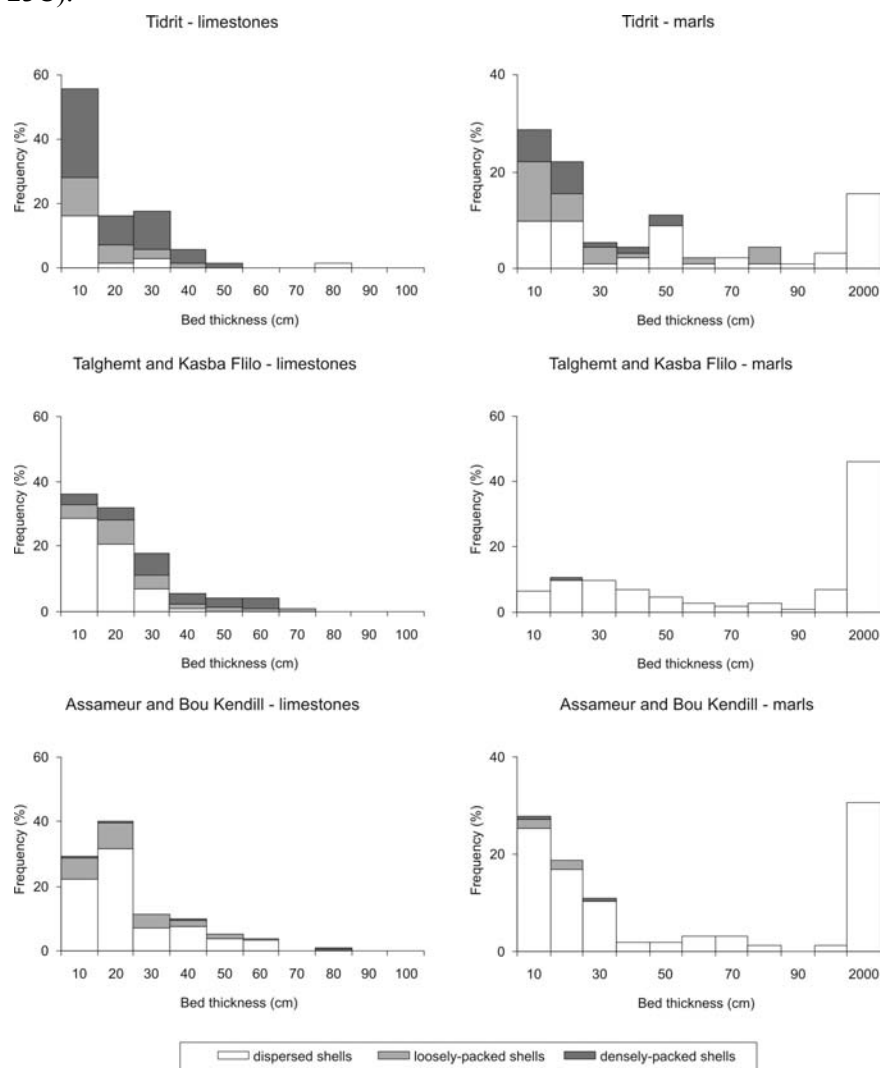 25C).
Tidrit - limestones
Tidrit - marls
60
40
20
0
Frequency (%)
10 20 30 40 50 60 70 80 90 100
Bed thickness (cm)
40
20
0
Frequency (%)
10 30 50 70 90 2000
Bed thickness (cm)
Talghemt and Kasba Flilo - limestones
Talghemt and Kasba Flilo - marls
60
40
20
0
Frequency (%)
10 20 30 40 50 60 70 80 90 100
Bed thickness (cm)
60
40
20
0
Frequency (%)
10 30 50 70 90 2000
Bed thickness (cm)
Assameur and Bou Kendill - limestones
Assameur and Bou Kendill - marls
60
40
20
0
Frequency (%)
10 20 30 40 50 60 70 80 90 100
Bed thickness (cm)
40
20
0
Frequency (%)
10 30 50 70 90 2000
Bed thickness (cm)
dispersed shells loosely-packed shells densely-packed shells